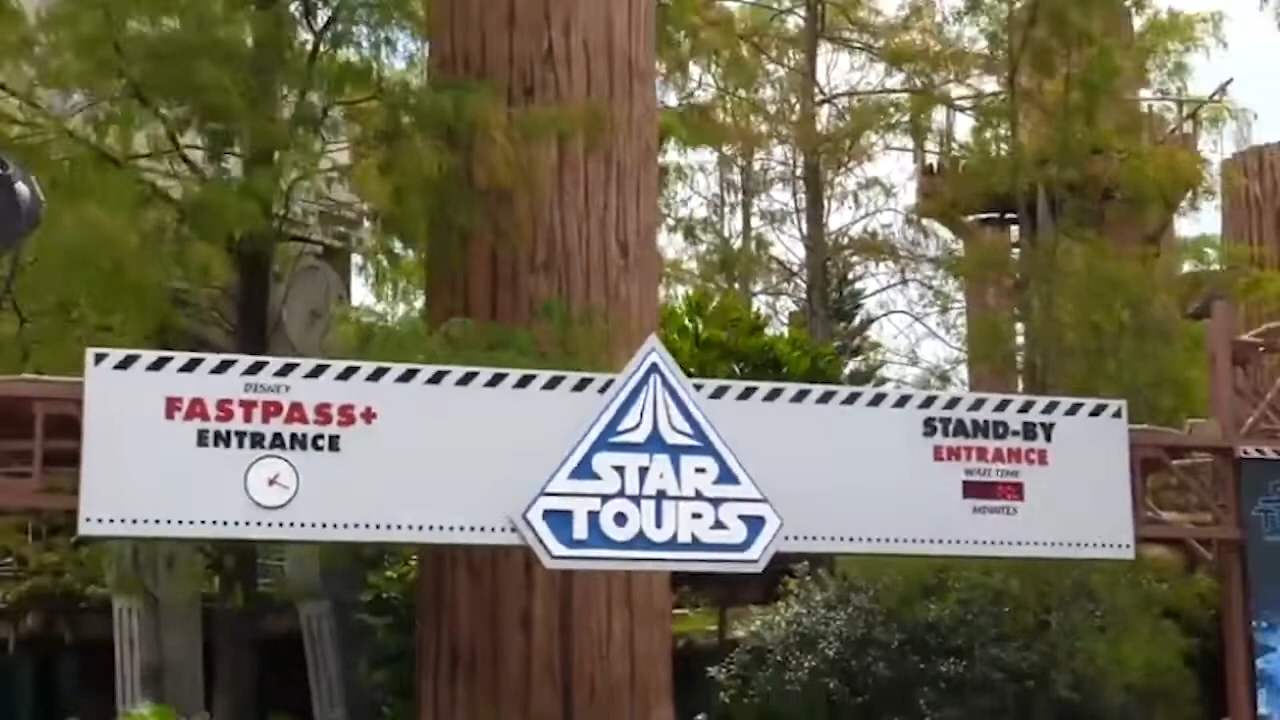 DISNEY
FASTPASS+
ENTRANCE
STAR
TOURS
STAND-BY
ENTRANCE
WAIT TIME
MINUTES